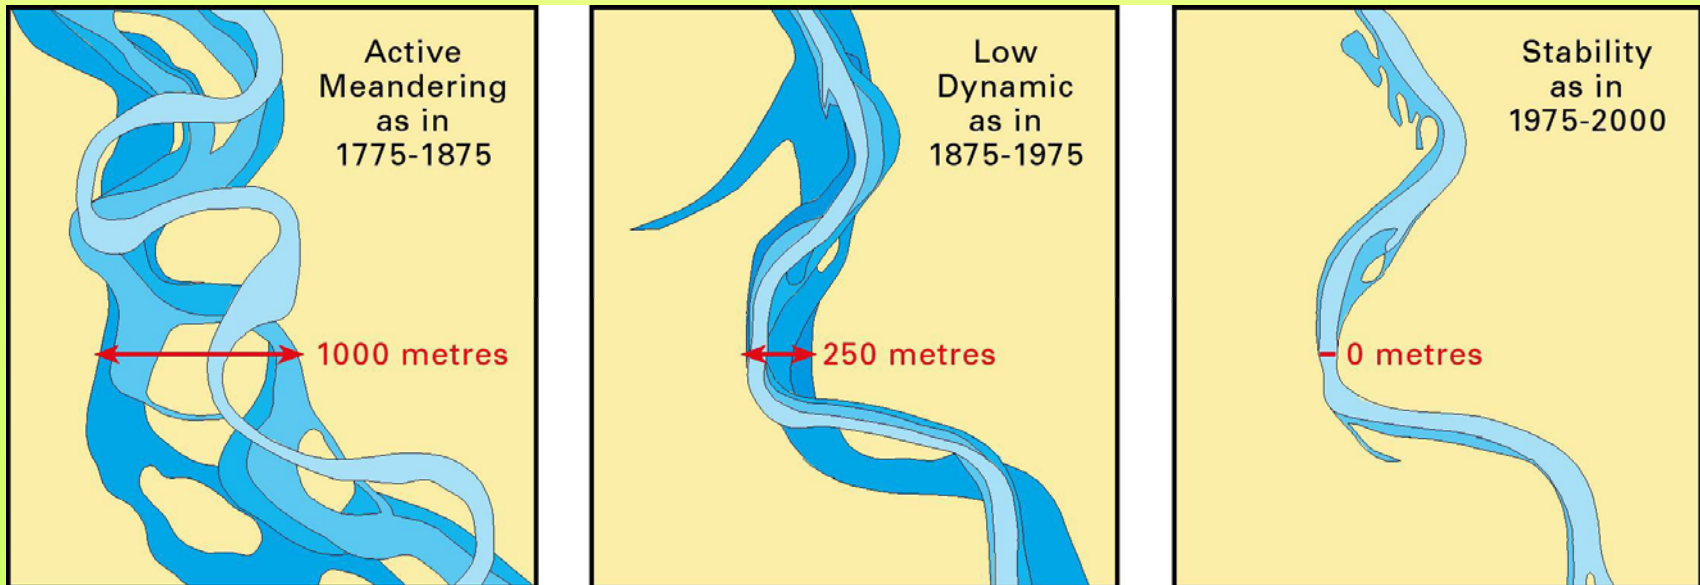 Active
Meandering
as in
1775-1875
1000 metres
Low
Dynamic
as in
1875-1975
250 metres
Stability
as in
1975-2000
0 metres